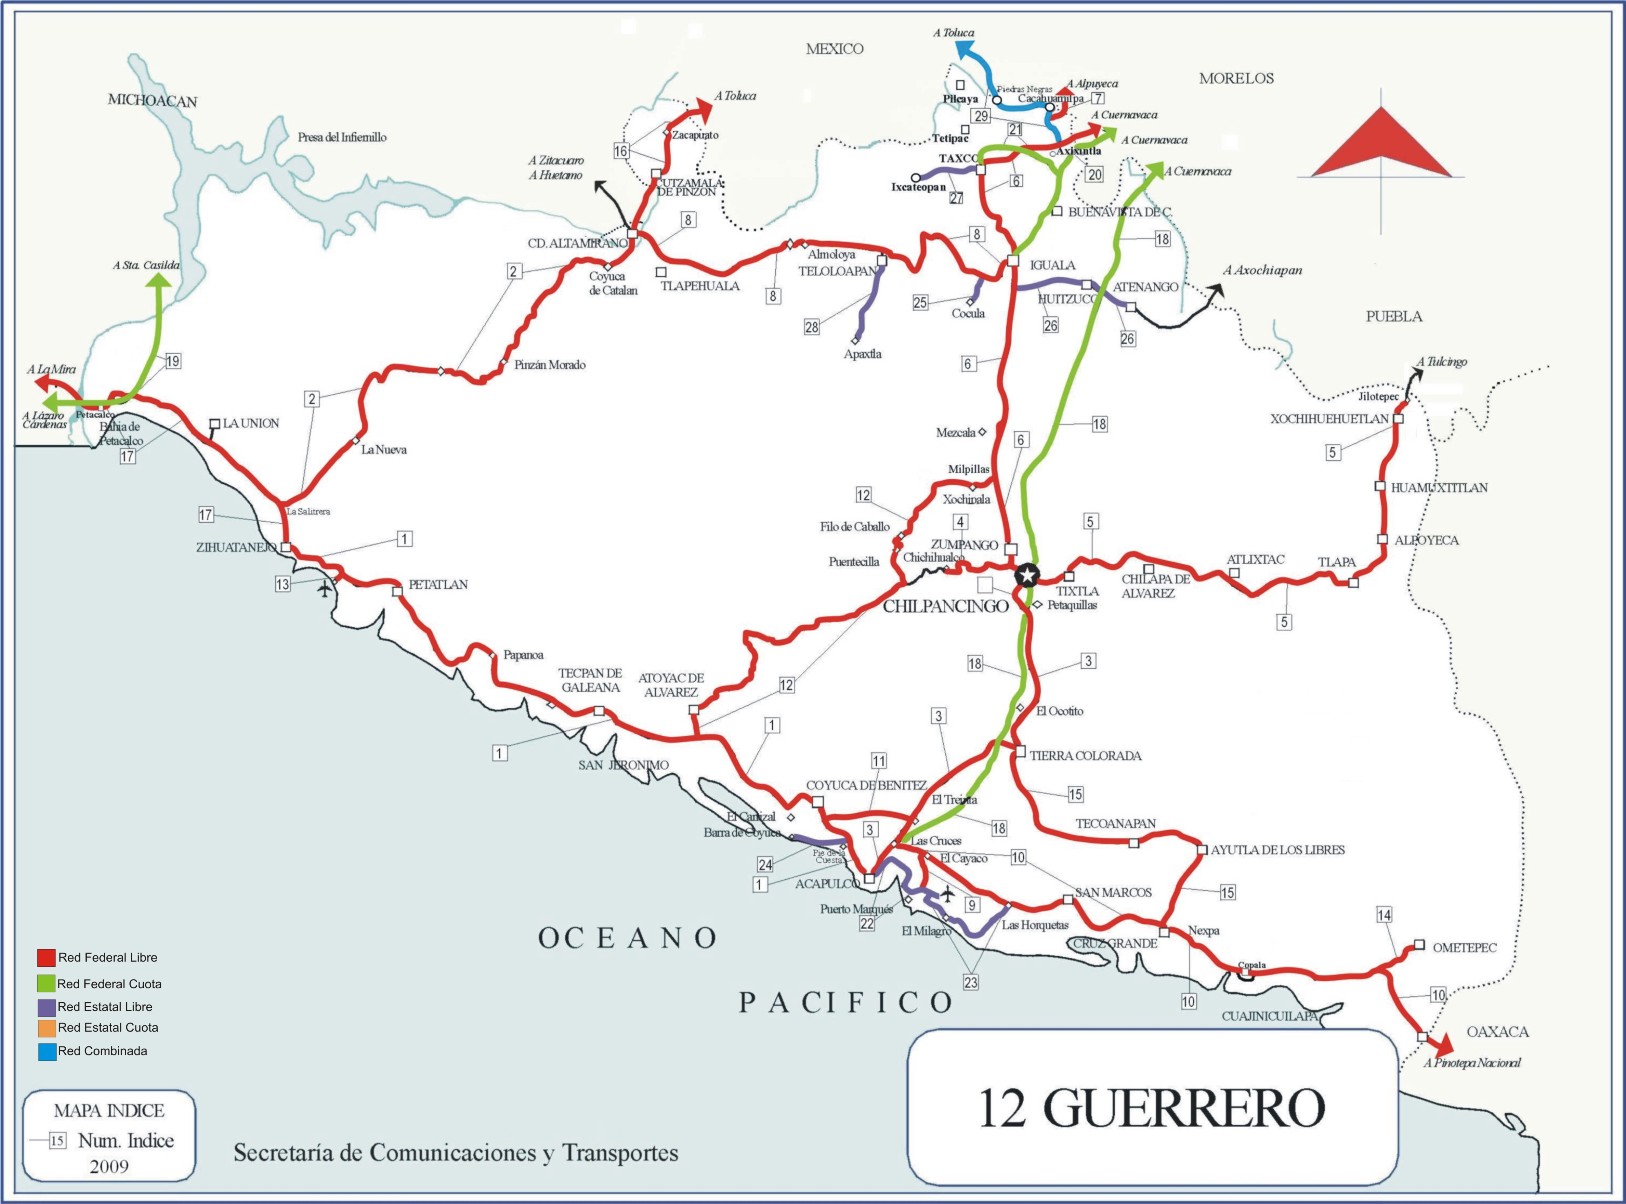 A Toluca
MEXICO
MORELOS
A Alpuyeca
Piedras Negras
Pilcaya
Cacahuamilpa
7
MICHOACAN
A Toluca
29
A Cuernavaca
Presa del Infiernillo
Zacapuato
Tetipac
21
A Cuernavaca
16
Axixintla
A Zitacuaro
A Huetamo
TAXCO
A Cuernavaca
CUTZAMALA
DE PINZON
Ixcateopan
27
6
20
8
BUENAVISTA DE C.
CD. ALTAMIRANO
8
18
Almoloya
TELOLOAPAN
A Sta. Casilda
2
Coyuca
de Catalan
TLAPEHUALA
IGUALA
A Axochiapan
8
25
HUITZUCO
ATENANGO
Cocula
PUEBLA
28
26
26
Apaxtla
19
Pinzán Morado
6
A La Mira
A Tulcingo
2
Jilotepec
A Lázaro
Cárdenas
Petacalco
Bahia de
Petacalco
LA UNION
XOCHIHUEHUETLAN
18
Mezcala
6
5
17
La Nueva
Milpillas
12
Xochipala
HUAMUXTITLAN
17
La Salitrera
Filo de Caballo
4
5
ZIHUATANEJO
1
ZUMPANGO
ALPOYECA
Puentecilla
Chichihualco
ATLIXTAC
TLAPA
13
PETATLAN
TIXTLA
CHILAPA DE
ALVAREZ
CHILPANCINGO
Petaquillas
5
Papanoa
18
3
TECPAN DE
GALEANA
ATOYAC DE
ALVAREZ
12
El Ocotito
3
1
1
TIERRA COLORADA
SAN JERONIMO
11
COYUCA DE BENITEZ
15
El Treinta
El Carrizal
TECOANAPAN
Barra de Coyuca
3
18
Las Cruces
AYUTLA DE LOS LIBRES
Pie de la
Cuesta
El Cayaco
10
24
1
ACAPULCO
SAN MARCOS
15
9
Puerto Marqués
14
22
El Milagro
Las Horquetas
Nexpa
OCEANO
CRUZ GRANDE
OMETEPEC
Red Federal Libre
Copala
23
Red Federal Cuota
10
10
PACIFICO
Red Estatal Libre
CUAJINICUILAPA
Red Estatal Cuota
OAXACA
Red Combinada
A Pinotepa Nacional
12 GUERRERO
MAPA INDICE
15 Num. Indice
2009
Secretaría de Comunicaciones y Transportes